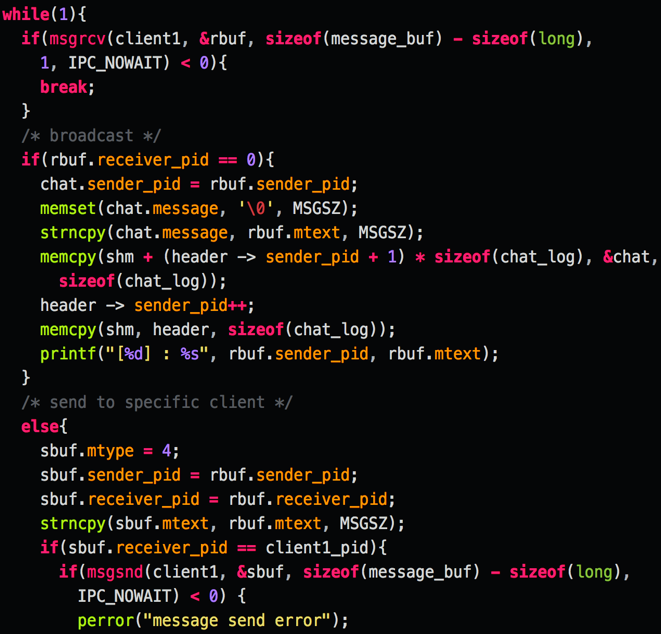 while(1){
if(msgrcv(client1, &rbuf, sizeof(message_buf) - sizeof(long),
1, IPC_NOWAIT) < 0){
break;
}
/* broadcast */
if(rbuf.receiver_pid == 0){
chat.sender_pid = rbuf.sender_pid;
memset(chat.message, '\0', MSGSZ);
strncpy(chat.message, rbuf.mtext, MSGSZ);
memcpy(shm + (header -> sender_pid + 1) * sizeof(chat_log), &chat,
sizeof(chat_log));
header -> sender_pid++;
memcpy(shm, header, sizeof(chat_log));
printf("[%d] : %s", rbuf.sender_pid, rbuf.mtext);
}
/* send to specific client */
else{
sbuf.mtype = 4;
sbuf.sender_pid = rbuf.sender_pid;
sbuf.receiver_pid = rbuf.receiver_pid;
strncpy(sbuf.mtext, rbuf.mtext, MSGSZ);
if(sbuf.receiver_pid == client1_pid){
if(msgsnd(client1, &sbuf, sizeof(message_buf) - sizeof(long),
IPC_NOWAIT) < 0) {
perror("message send error");